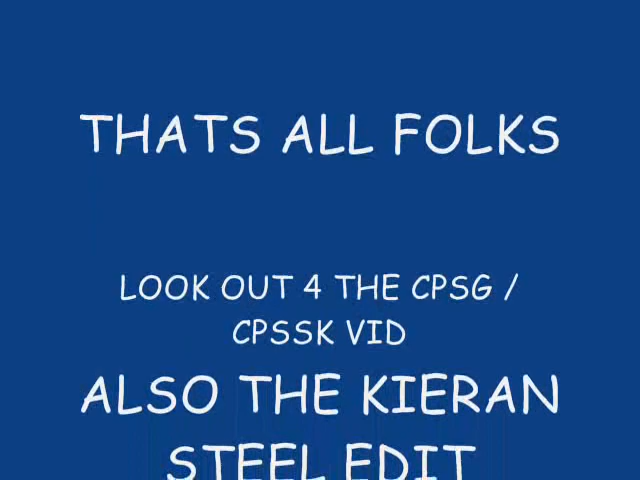 THATS ALL FOLKS
LOOK OUT 4 THE CPSG /
CPSSK VID
ALSO THE KIERAN
STEEL EDIT